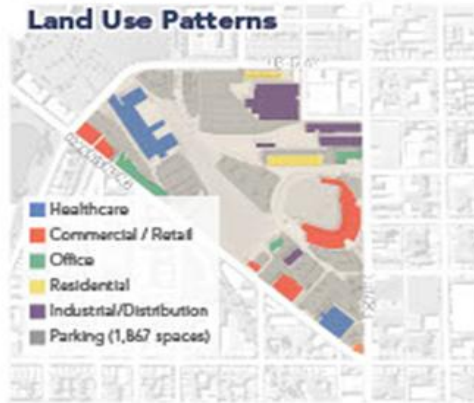 Land Use Patterns
Healthcare
Commercial / Retail
Office
Residential
Industrial/Distribution
Parking (1,867 spaces)